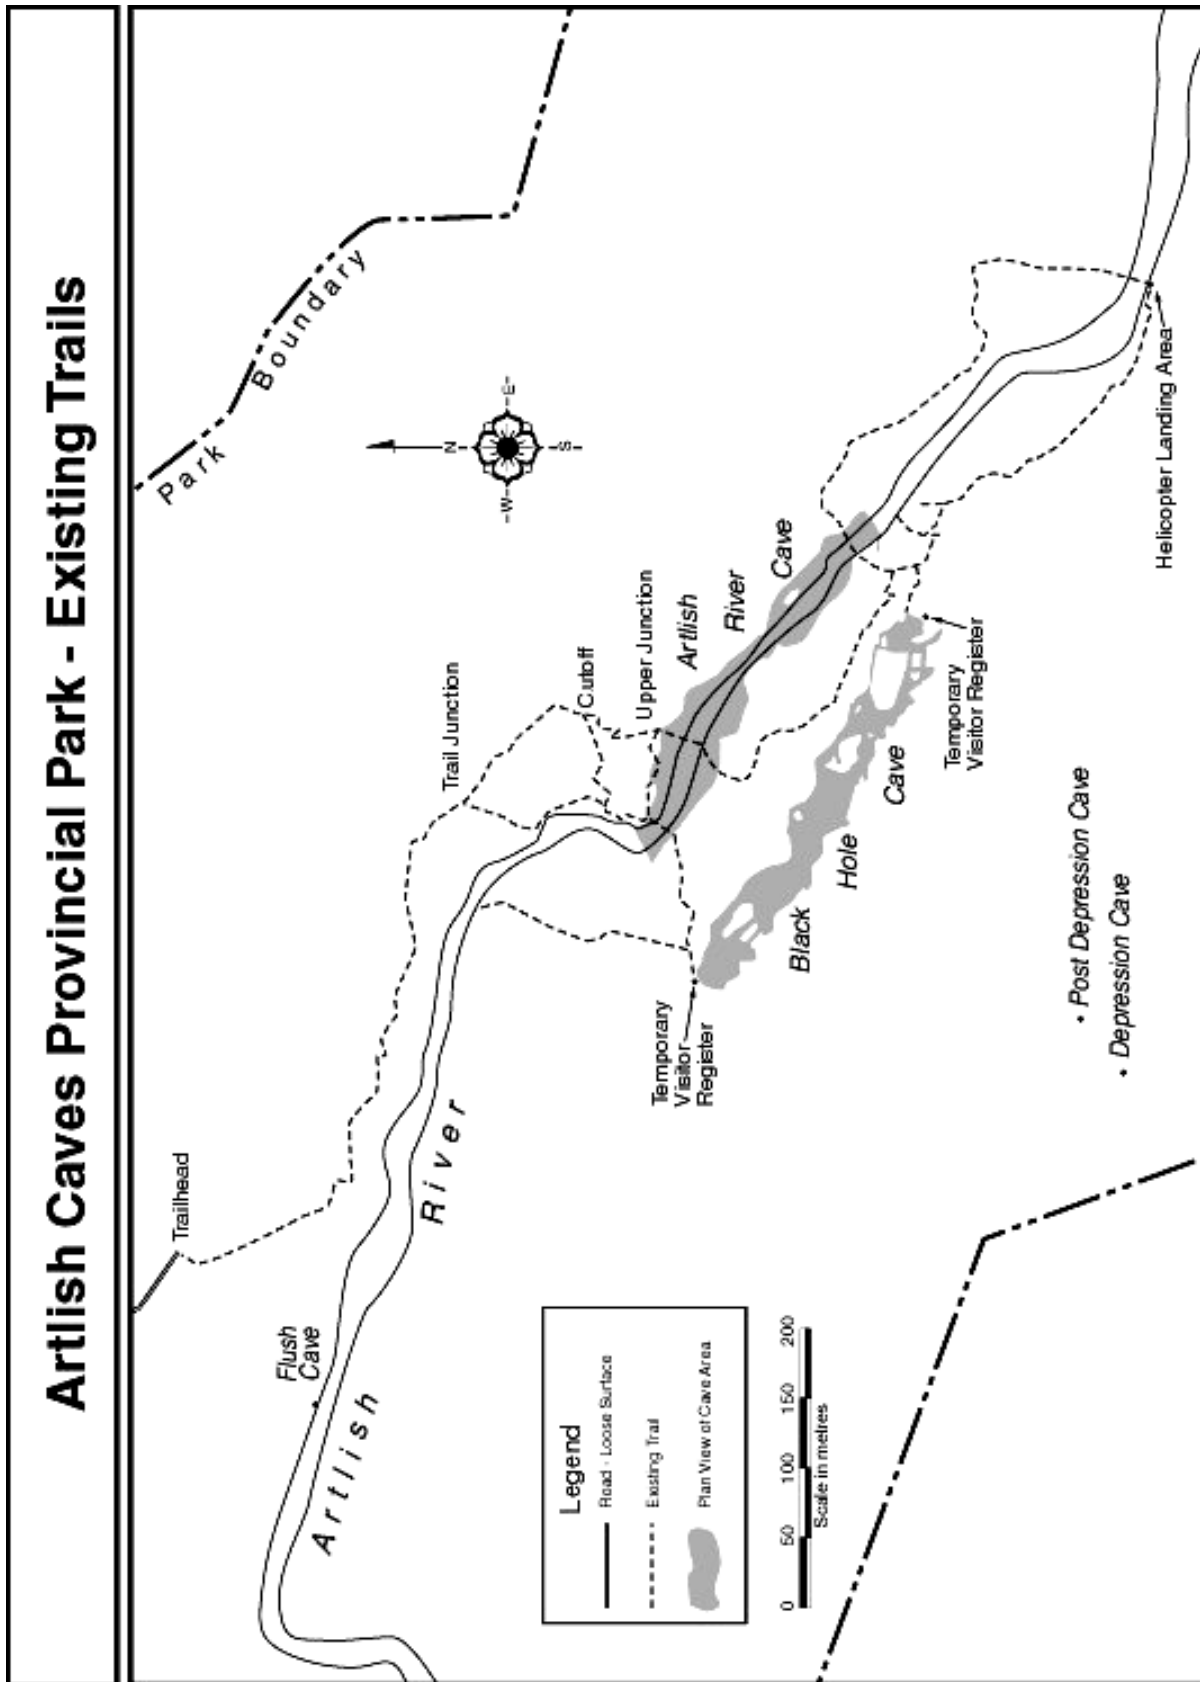 Artlish Caves Provincial Park - Existing Trails
Trailhead
Park
Boundary
Flush
Cave
Artlish
River
Trail Junction
Cutoff
Upper Junction
N
W
E
S
Artlish
River
Cave
Temporary
Visitor
Register
Black
Hole
Cave
Temporary
Visitor Register
Helicopter Landing Area
• Post Depression Cave
• Depression Cave
Legend
Road - Loose Surface
Existing Trail
Plan View of Cave Area
0 50 100 150 200
Scale in metres